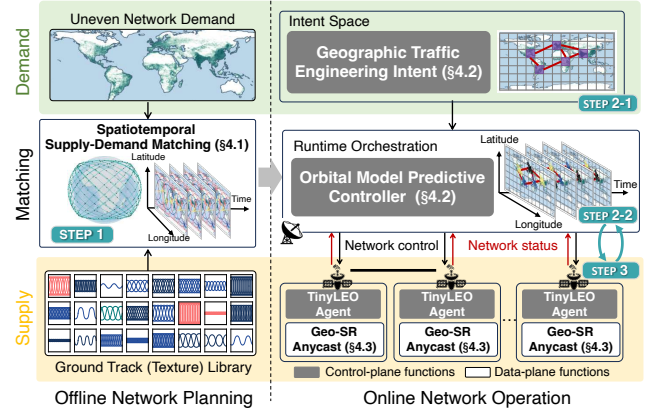 Demand
Uneven Network Demand
Intent Space
Geographic Traffic
Engineering Intent (§4.2)
STEP 2-1
Matching
Spatiotemporal
Supply-Demand Matching (§4.1)
Latitude
Time
Longitude
STEP 1
Runtime Orchestration
Orbital Model Predictive
Controller (§4.2)
Latitude
Time
Longitude
STEP 2-2
Network control
Network status
STEP 3
Supply
Ground Track (Texture) Library
TinyLEO
Agent
Geo-SR
Anycast (§4.3)
TinyLEO
Agent
Geo-SR
Anycast (§4.3)
...
TinyLEO
Agent
Geo-SR
Anycast (§4.3)
Control-plane functions
Data-plane functions
Offline Network Planning
Online Network Operation